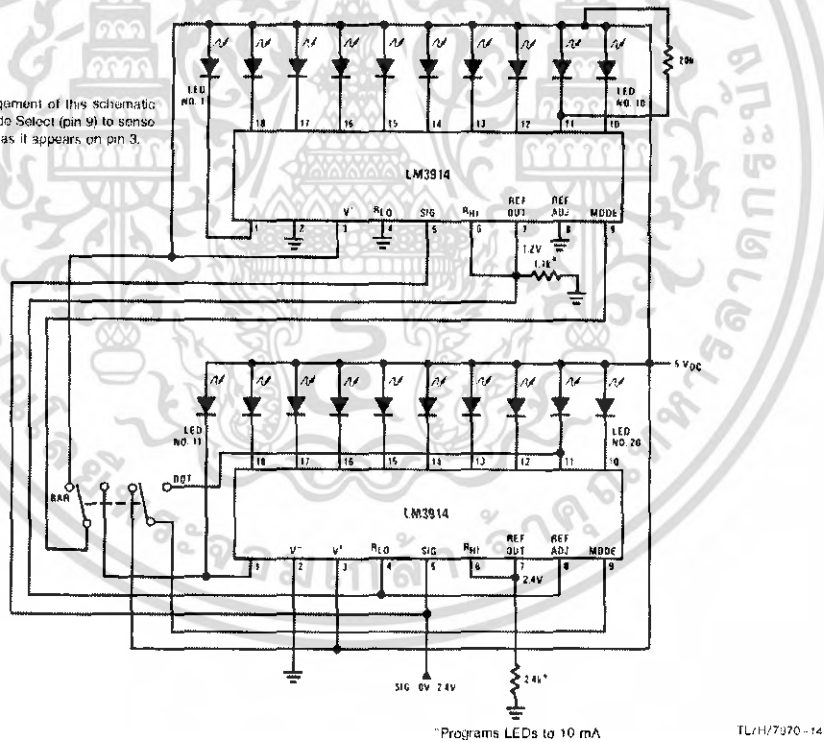 gement of this schematic
de Select (pin 9) to sense
as it appears on pin 3.
LED
NO. 1
LED
NO. 10
20k
18 17 16 15 14 13 12 11 10
LM3914
V+ RLO SIG RHI REF OUT REF ADJ MODE
1 2 3 4 5 6 7 8 9
1.2V
5 VDC
LED
NO. 11
LED
NO. 20
BAR
DOT
18 17 16 15 14 13 12 11 10
LM3914
V- V+ RLO SIG RHI REF OUT REF ADJ MODE
1 2 3 4 5 6 7 8 9
2.4V
2.4k*
SIG 0V 2.4V
*Programs LEDs to 10 mA
TL/H/7970-14